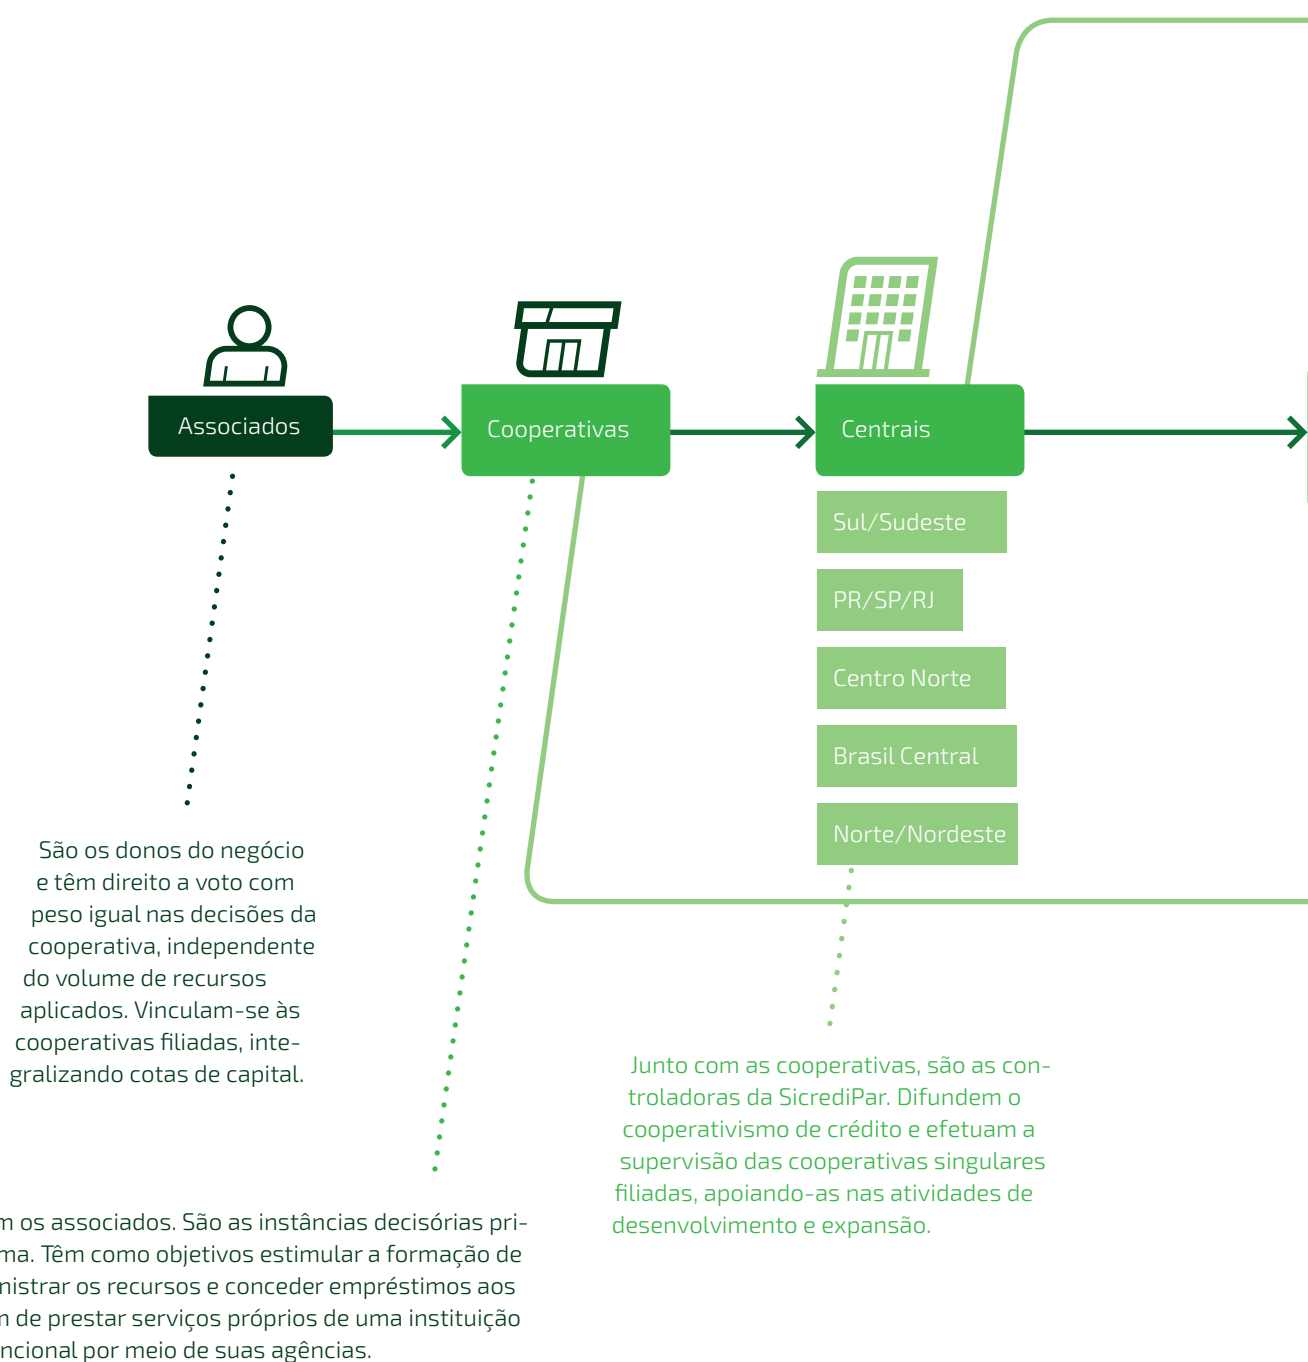 Associados
Cooperativas
Centrais
Sul/Sudeste
PR/SP/RJ
Centro Norte
Brasil Central
Norte/Nordeste
São os donos do negócio
e têm direito a voto com
peso igual nas decisões da
cooperativa, independente
do volume de recursos
aplicados. Vinculam-se às
cooperativas filiadas, inte-
gralizando cotas de capital.
Junto com as cooperativas, são as con-
troladoras da SicrediPar. Difundem o
cooperativismo de crédito e efetuam a
supervisão das cooperativas singulares
filiadas, apoiando-as nas atividades de
desenvolvimento e expansão.
os associados. São as instâncias decisórias pri-
ma. Têm como objetivos estimular a formação de
nistrar os recursos e conceder empréstimos aos
de prestar serviços próprios de uma instituição
ncional por meio de suas agências.